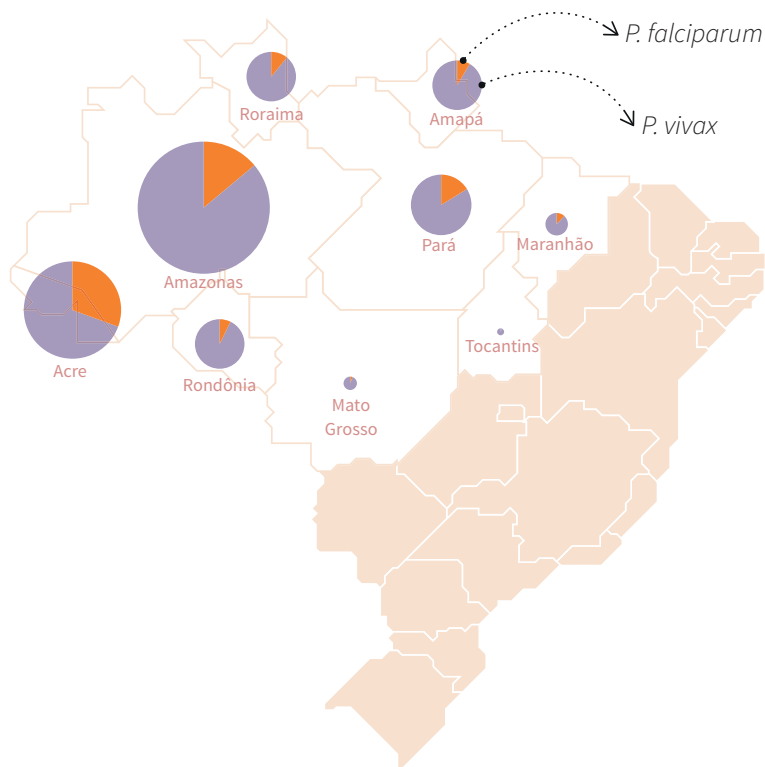 P. falciparum
Roraima
Amapá
P. vivax
Amazonas
Pará
Maranhão
Acre
Rondônia
Tocantins
Mato
Grosso